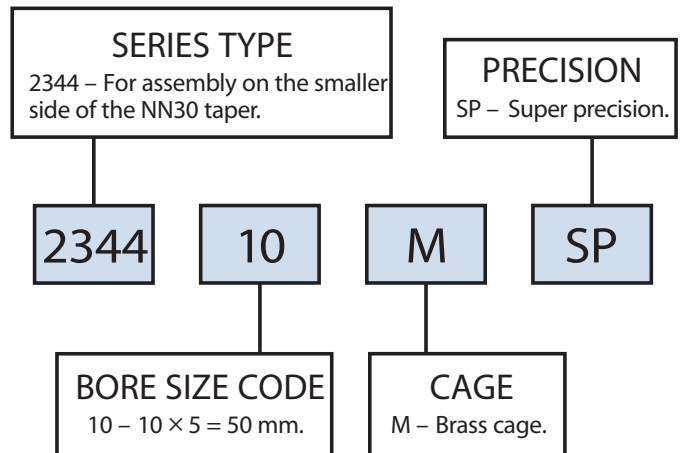 SERIES TYPE
2344 – For assembly on the smaller
side of the NN30 taper.
PRECISION
SP – Super precision.
2344
10
M
SP
BORE SIZE CODE
10 – 10 × 5 = 50 mm.
CAGE
M – Brass cage.